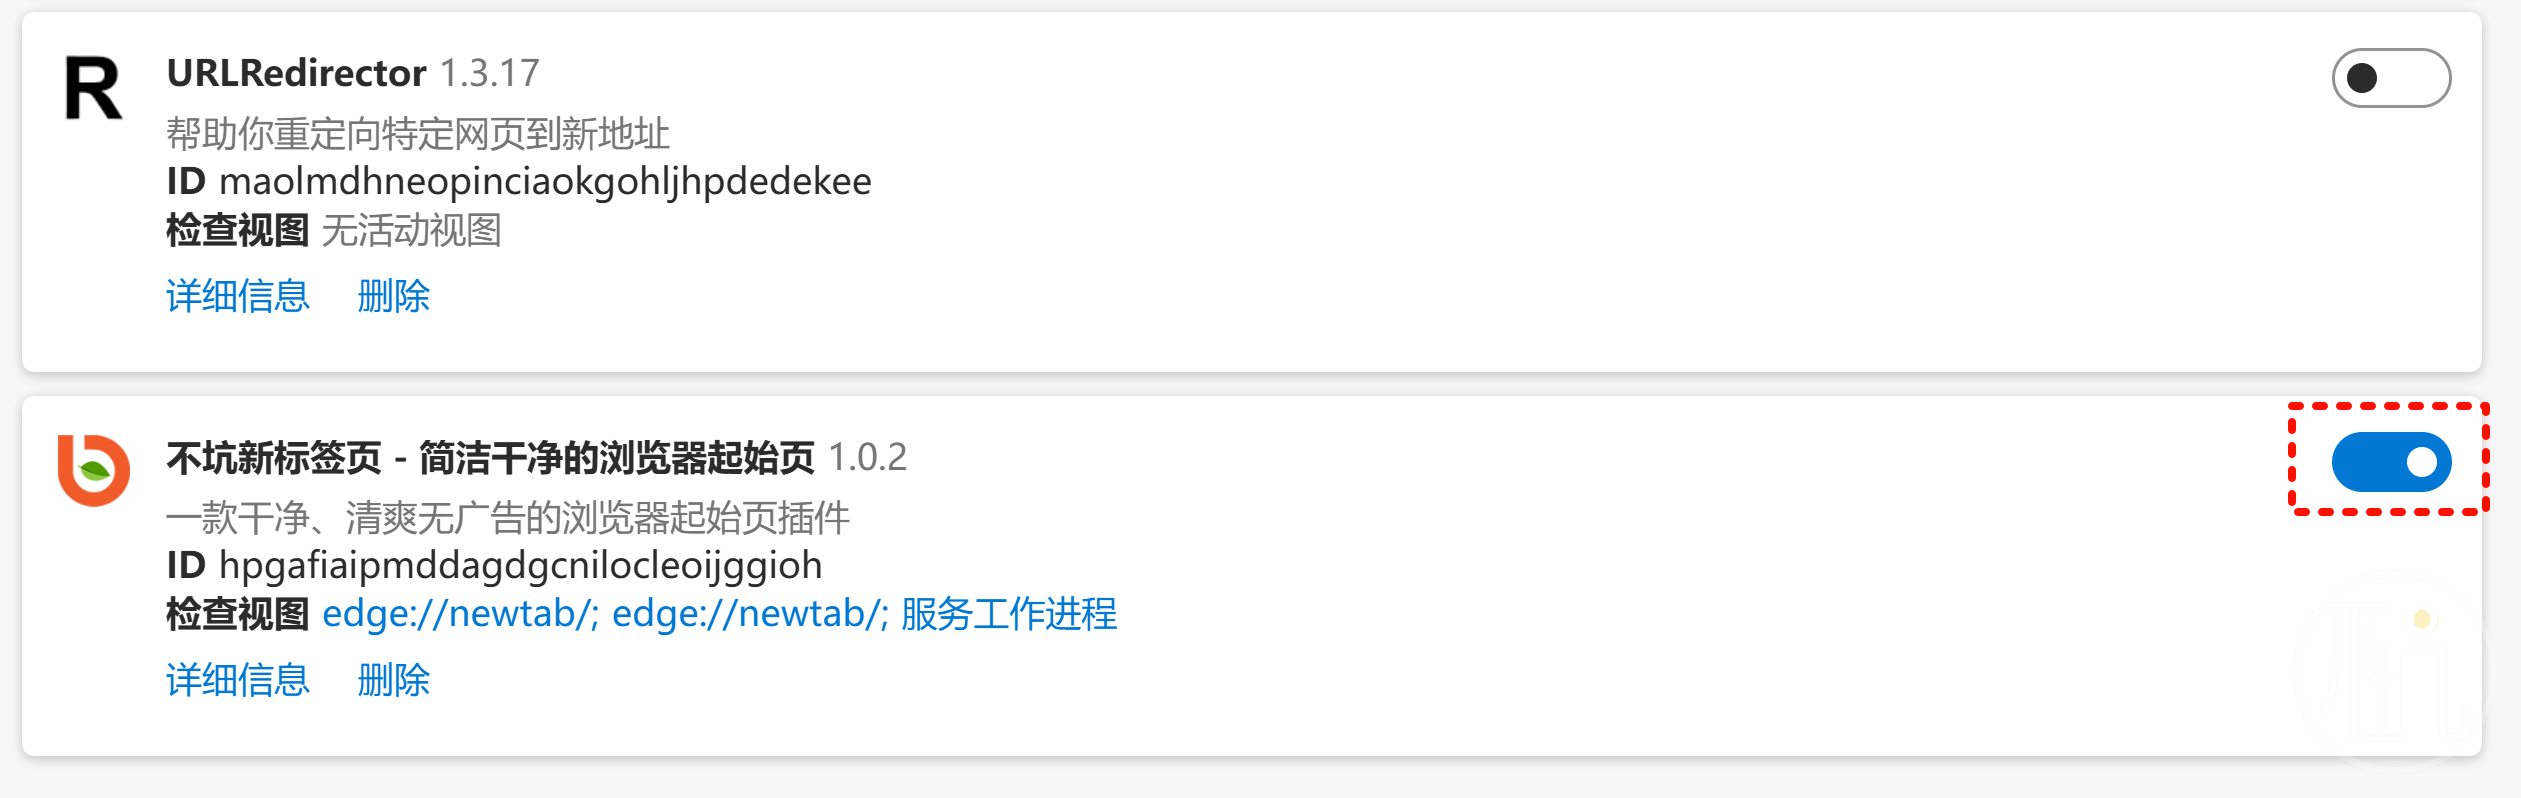 R
URLRedirector 1.3.17
帮助你重定向特定网页到新地址
ID maolmdhneopinciaokgohljhpdedekee
检查视图 无活动视图
详细信息 删除
不坑新标签页 - 简洁干净的浏览器起始页 1.0.2
一款干净、清爽无广告的浏览器起始页插件
ID hpgafiaipmddagdgcnilocleoijggioh
检查视图 edge://newtab/; edge://newtab/; 服务工作进程
详细信息 删除